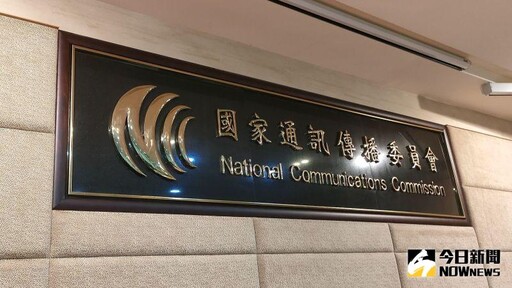 國家通訊傳播委員會
National Communications Commission
今日新聞
NOWNEWS